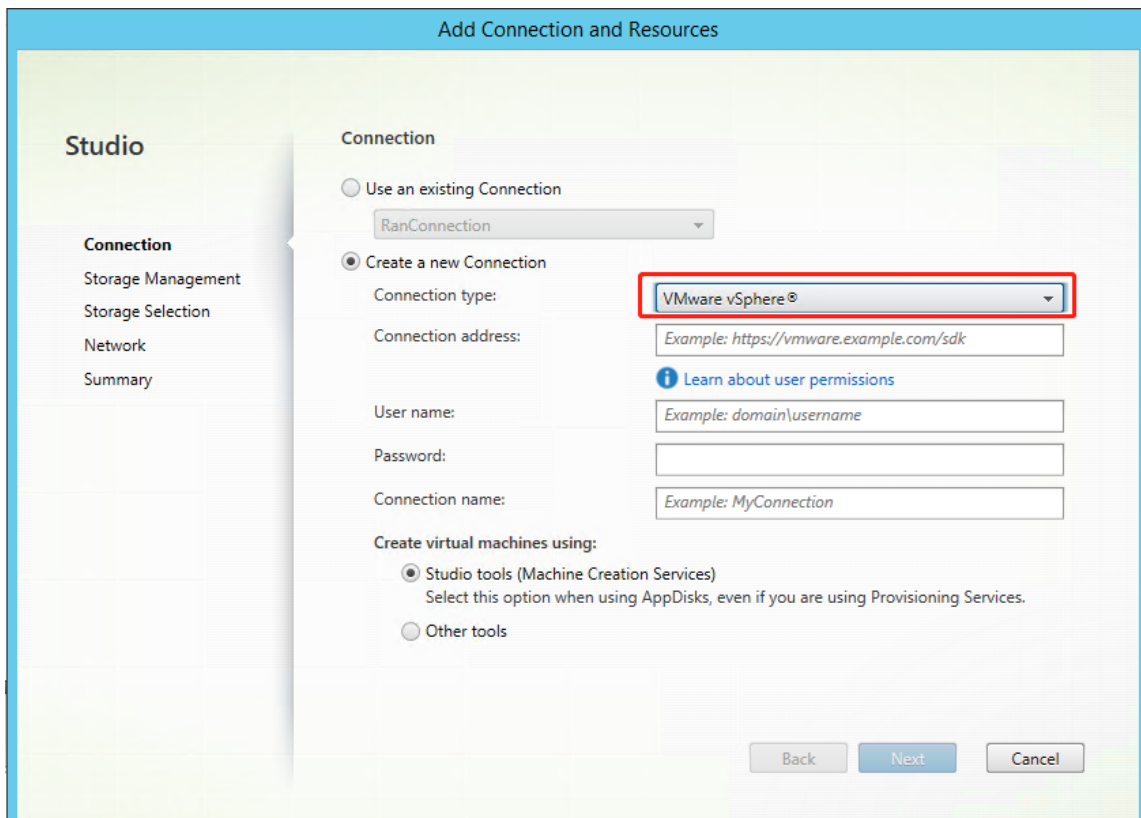 Add Connection and Resources
Studio
Connection
Storage Management
Storage Selection
Network
Summary
Connection
Use an existing Connection
RanConnection
Create a new Connection
Connection type:
VMware vSphere®
Connection address:
Example: https://vmware.example.com/sdk
Learn about user permissions
User name:
Example: domain\username
Password:
Connection name:
Example: MyConnection
Create virtual machines using:
Studio tools (Machine Creation Services)
Select this option when using AppDisks, even if you are using Provisioning Services.
Other tools
Back
Next
Cancel